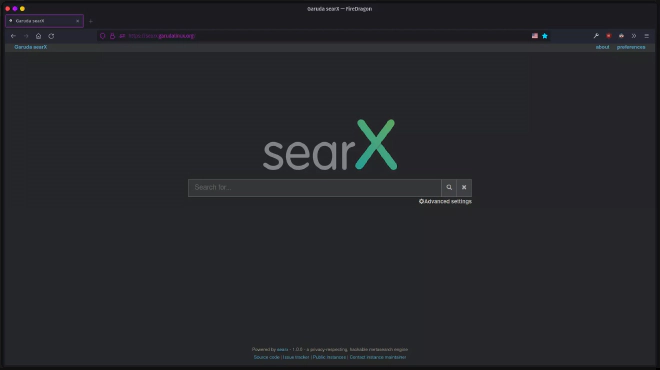 Garuda searX — FireDragon
Garuda searX
Garuda searX
about
preferences
searX
Search for...
Advanced settings
Powered by searx - 1.0.0 - a privacy-respecting, hackable metasearch engine
Source code | Issue tracker | Public instances | Contact instance maintainer